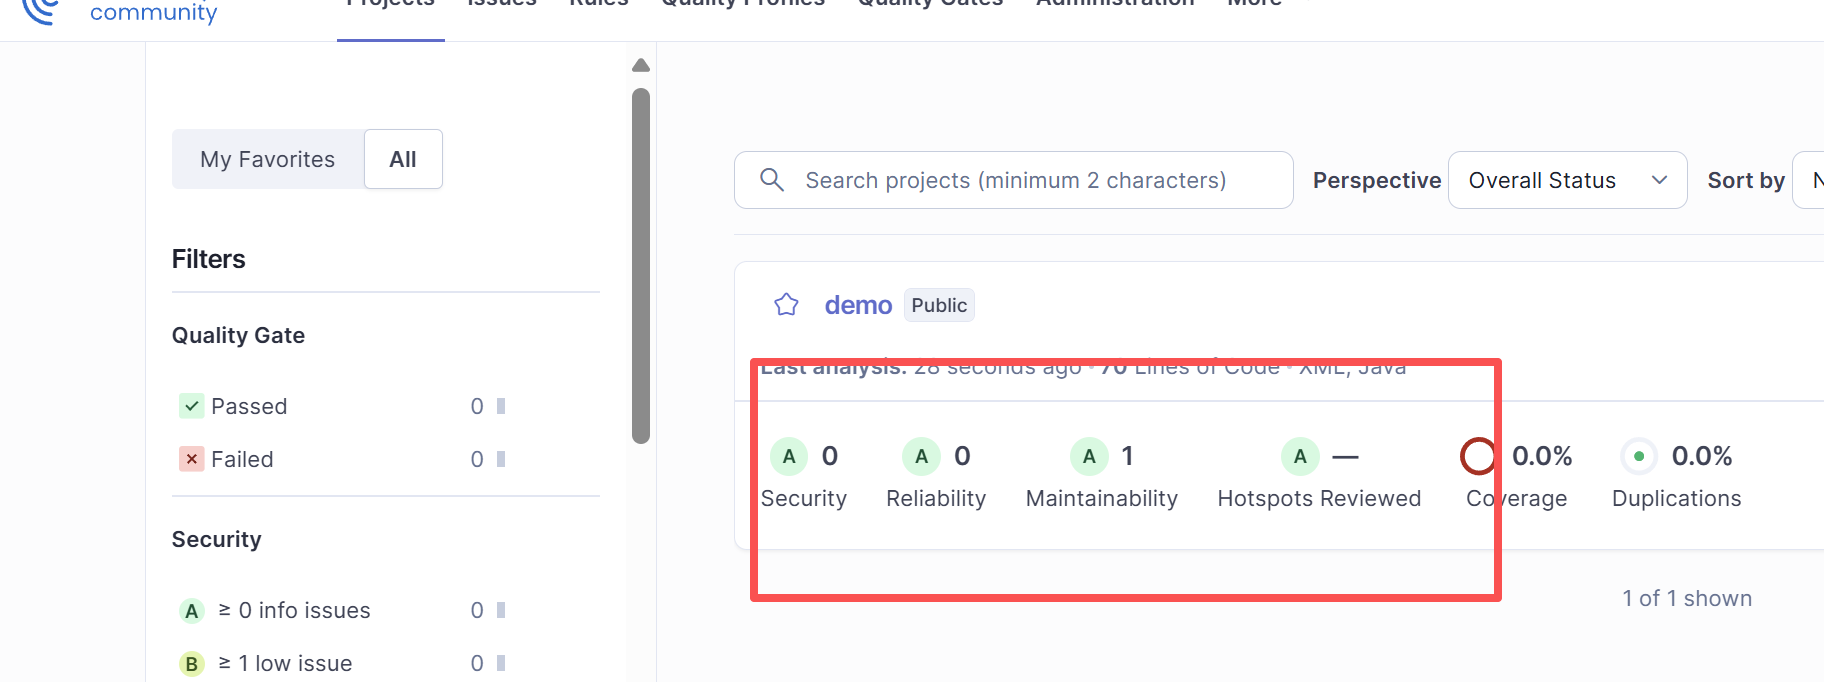 community
Projects Issues Rules Quality Profiles Quality Gates Administration More
My Favorites All
Filters
Quality Gate
Passed 0
Failed 0
Security
A ≥ 0 info issues 0
B ≥ 1 low issue 0
Search projects (minimum 2 characters) Perspective Overall Status Sort by N
demo Public
Last analysis: 28 seconds ago • 70 Lines of Code • XML, Java
A 0 A 0 A 1 A — 0.0% 0.0%
Security Reliability Maintainability Hotspots Reviewed Coverage Duplications
1 of 1 shown